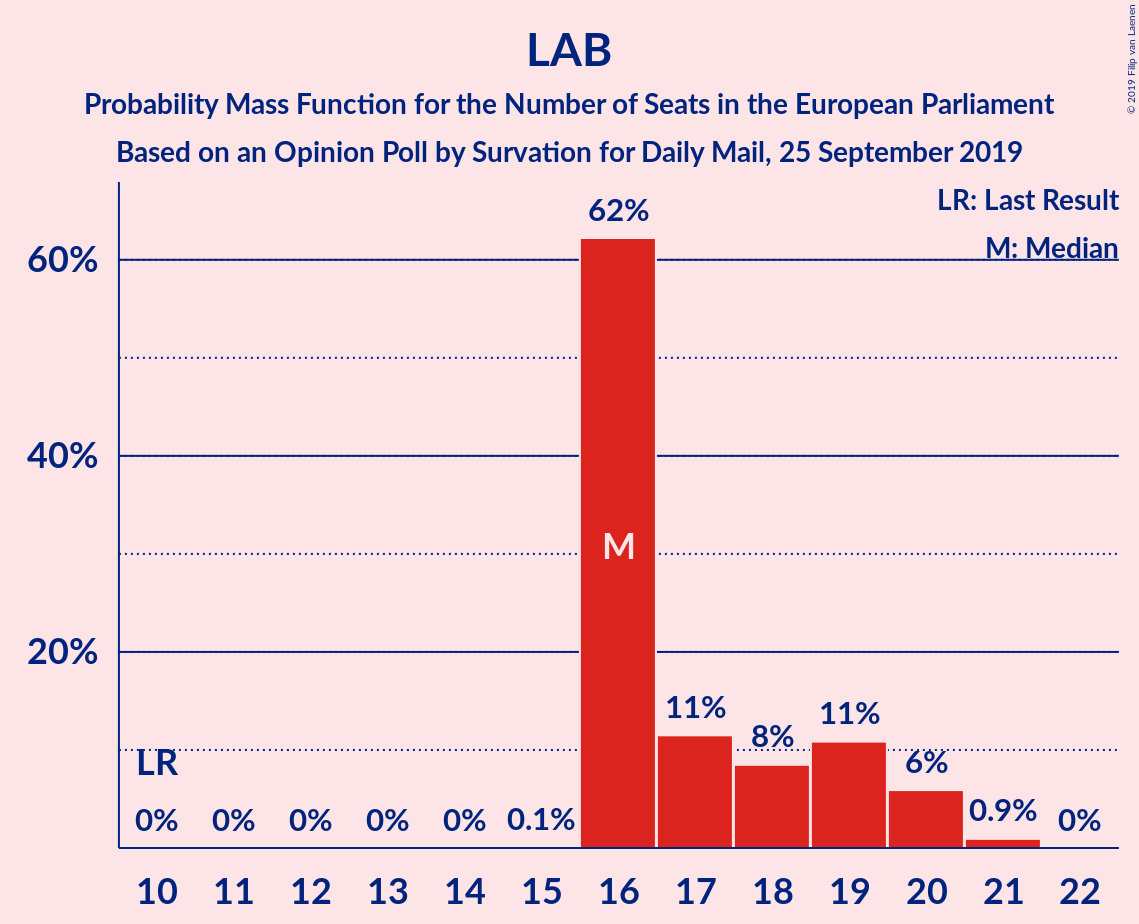 LAB
Probability Mass Function for the Number of Seats in the European Parliament
Based on an Opinion Poll by Survation for Daily Mail, 25 September 2019
© 2019 Filip van Laenen
LR: Last Result
M: Median
60%
40%
20%
62%
M
11%
8%
11%
6%
0.9%
0%
LR
0% 0% 0% 0% 0% 0.1%
10 11 12 13 14 15 16 17 18 19 20 21 22